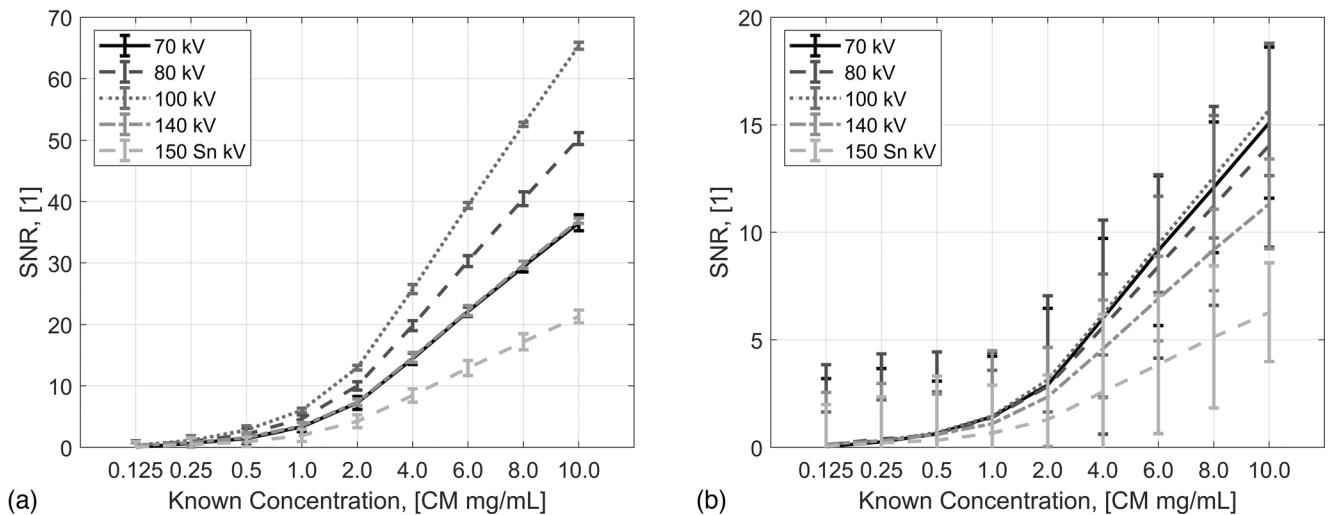 70
60
50
40
30
20
10
0
SNR, [1]
70 kV
80 kV
100 kV
140 kV
150 Sn kV
0.125 0.25 0.5 1.0 2.0 4.0 6.0 8.0 10.0
(a) Known Concentration, [CM mg/mL]
20
15
10
5
0
SNR, [1]
70 kV
80 kV
100 kV
140 kV
150 Sn kV
0.125 0.25 0.5 1.0 2.0 4.0 6.0 8.0 10.0
(b) Known Concentration, [CM mg/mL]